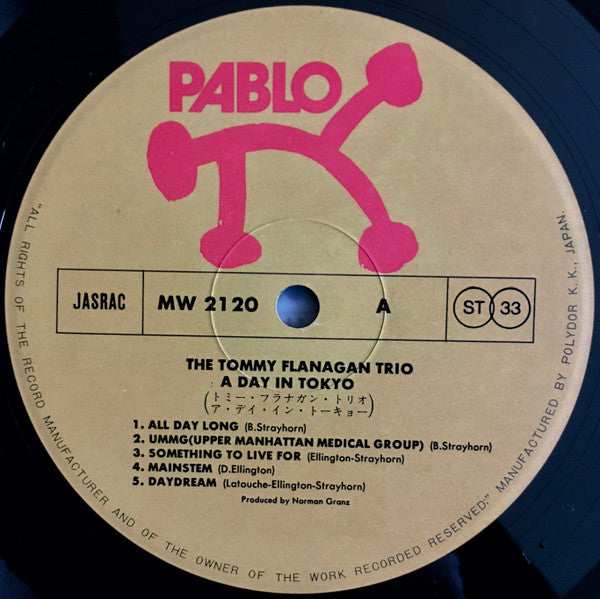 PABLO
JASRAC
MW 2120
A
ST 33
THE TOMMY FLANAGAN TRIO
A DAY IN TOKYO
(トミー・フラナガン・トリオ
ア・デイ・イン・トーキョー)
1. ALL DAY LONG (B.Strayhorn)
2. UMMG(UPPER MANHATTAN MEDICAL GROUP) (B.Strayhorn)
3. SOMETHING TO LIVE FOR (Ellington-Strayhorn)
4. MAINSTEM (D.Ellington)
5. DAYDREAM (Latouche-Ellington-Strayhorn)
Produced by Norman Granz
"ALL RIGHTS OF THE RECORD MANUFACTURER AND OF THE OWNER OF THE WORK RECORDED RESERVED." MANUFACTURED BY POLYDOR K. K., JAPAN.